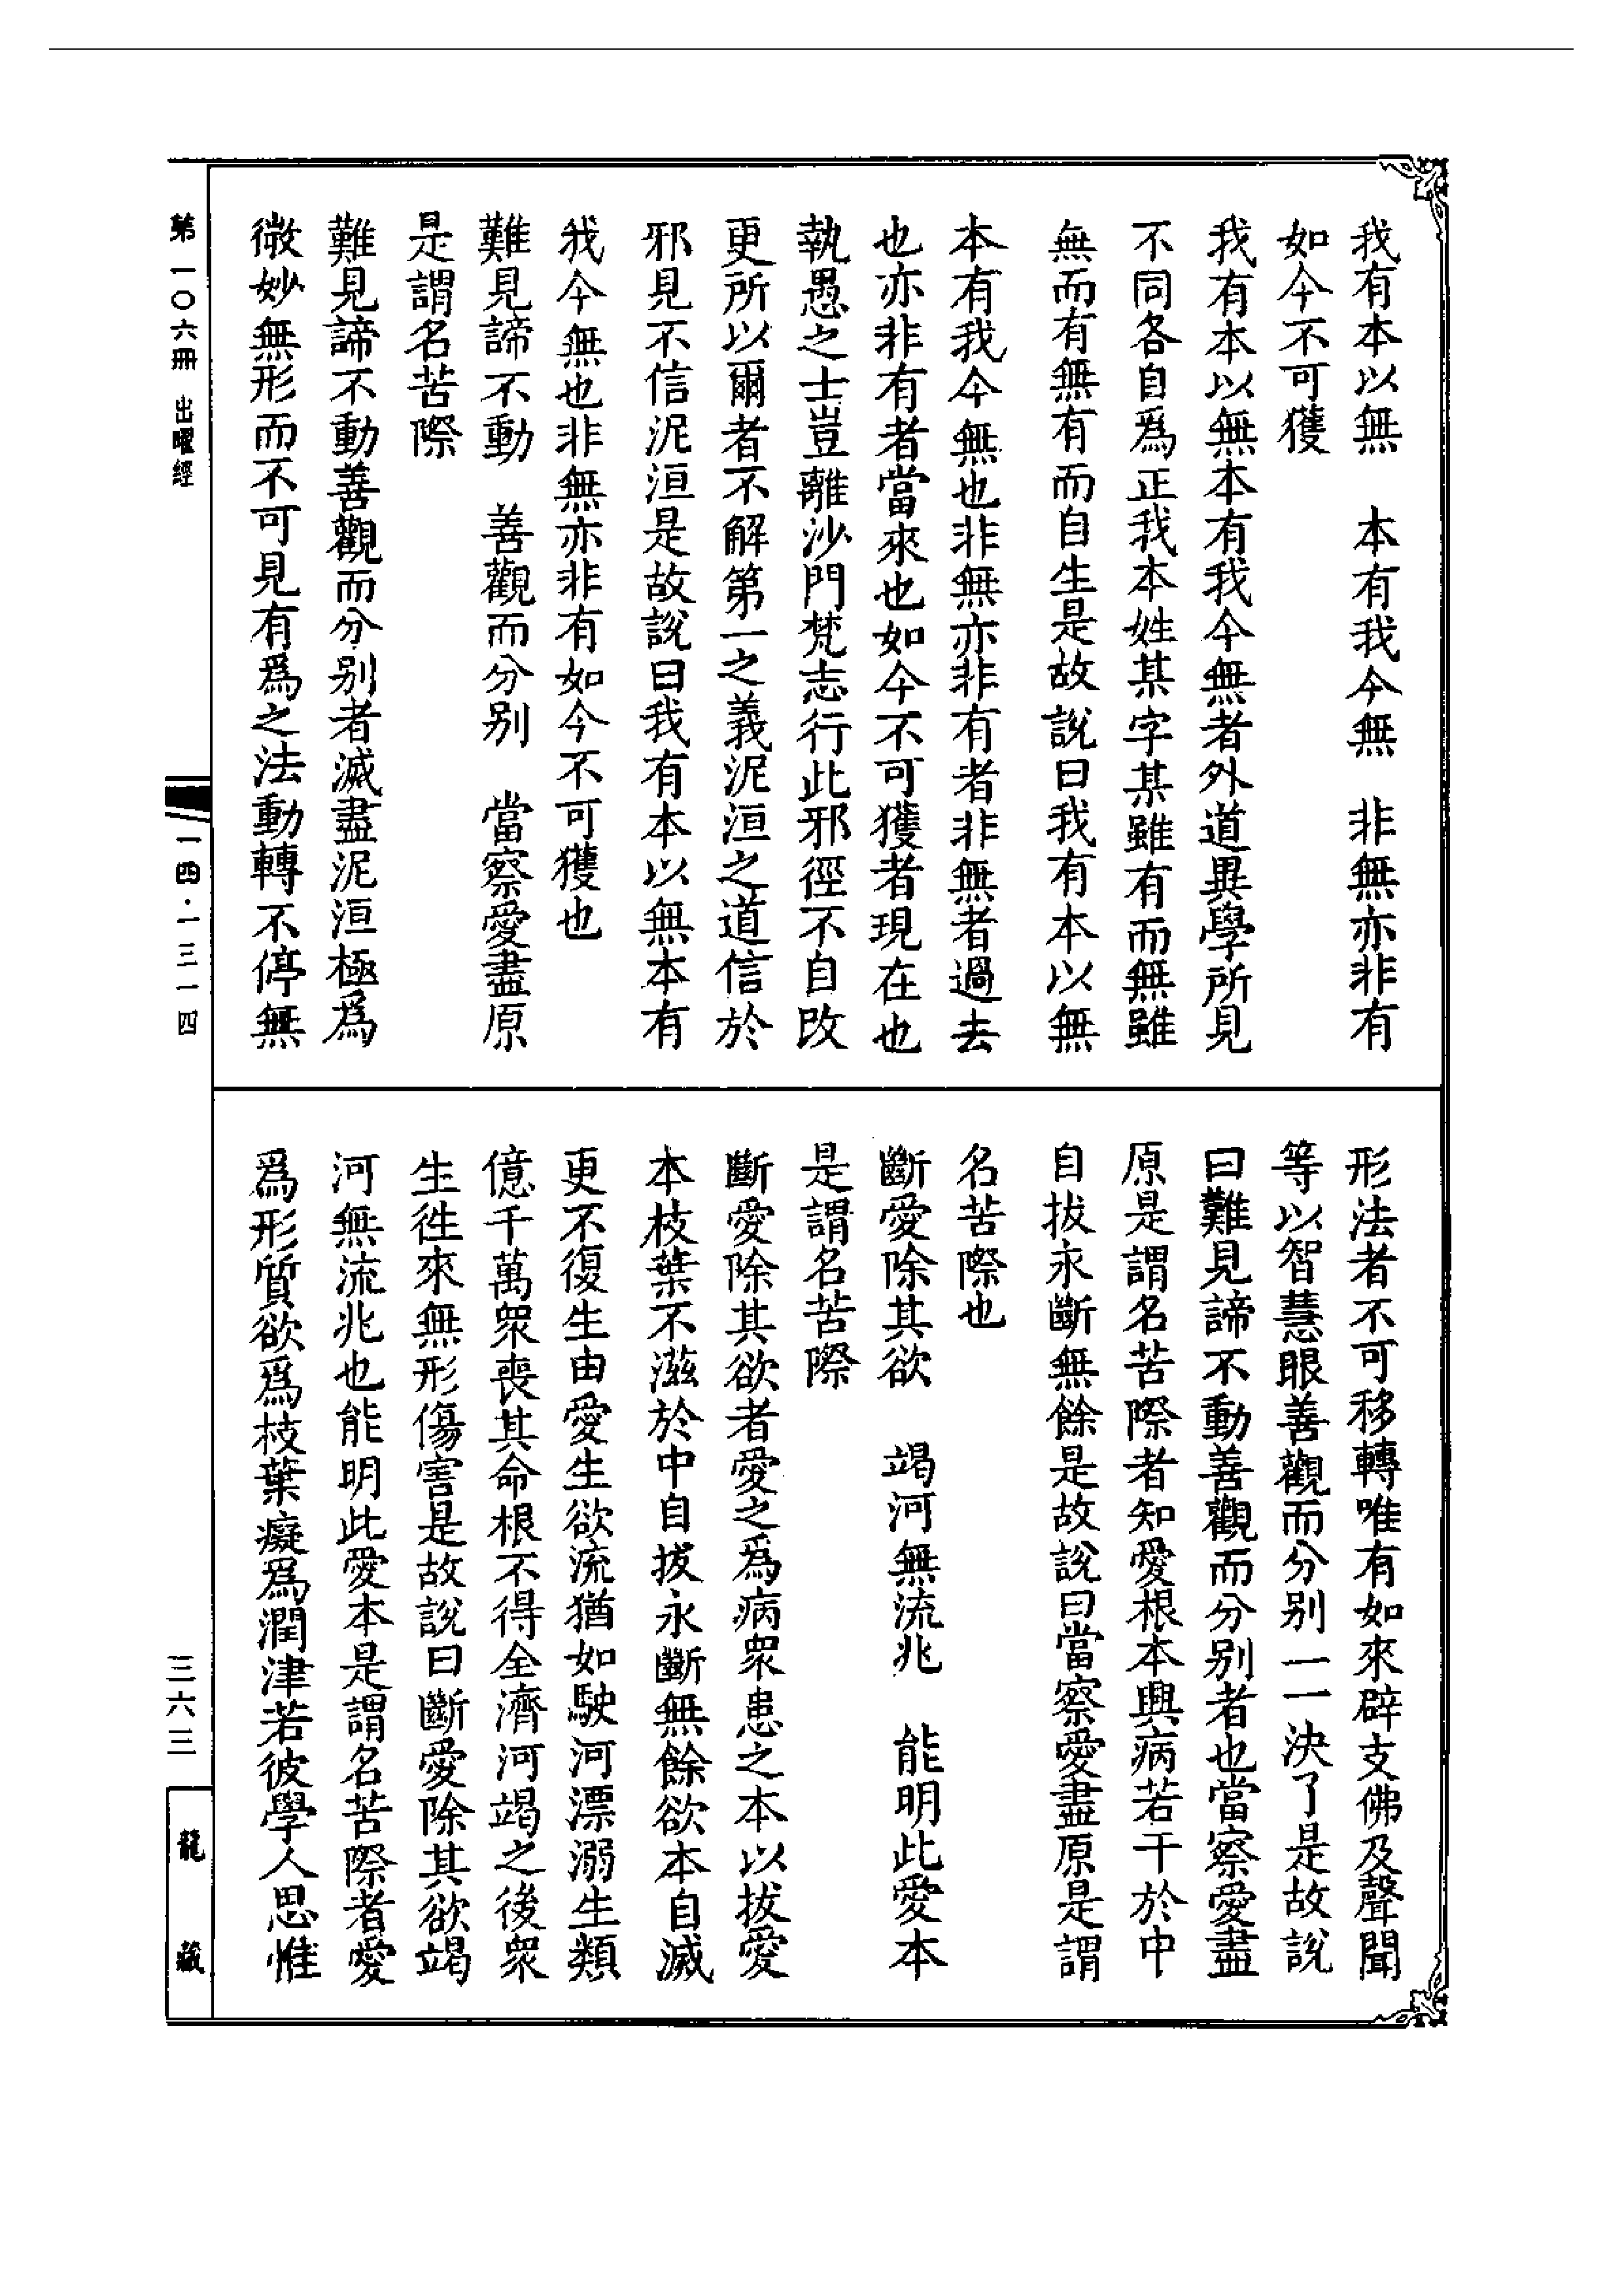 我有本以無　本有我今無　非無亦非有
如今不可獲
我有本以無本有我今無者外道異學所見
不同各自爲正我本姓某字某雖有而無雖
無而有無有而自生是故說曰我有本以無
本有我今無也非無亦非有者非無者過去
也亦非有者當來也如今不可獲者現在也
執愚之士豈離沙門梵志行此邪徑不自改
更所以爾者不解第一之義泥洹之道信於
邪見不信泥洹是故說曰我有本以無本有
我今無也非無亦非有如今不可獲也
難見諦不動　善觀而分别　當察愛盡原
是謂名苦際
難見諦不動善觀而分别者滅盡泥洹極爲
微妙無形而不可見有爲之法動轉不停無
形法者不可移轉唯有如來辟支佛及聲聞
等以智慧眼善觀而分别一一決了是故說
曰難見諦不動善觀而分别者也當察愛盡
原是謂名苦際者知愛根本興病若干於中
自拔永斷無餘是故說曰當察愛盡原是謂
名苦際也
斷愛除其欲　竭河無流兆　能明此愛本
是謂名苦際
斷愛除其欲者愛之爲病衆患之本以拔愛
本枝葉不滋於中自拔永斷無餘欲本自滅
更不復生由愛生欲流猶如駛河漂溺生類
億千萬衆喪其命根不得全濟河竭之後衆
生徃來無形傷害是故說曰斷愛除其欲竭
河無流兆也能明此愛本是謂名苦際者愛
爲形質欲爲枝葉癡爲潤津若彼學人思惟
第一〇六冊　出曜經
一四·一三一四
三六三
龍藏